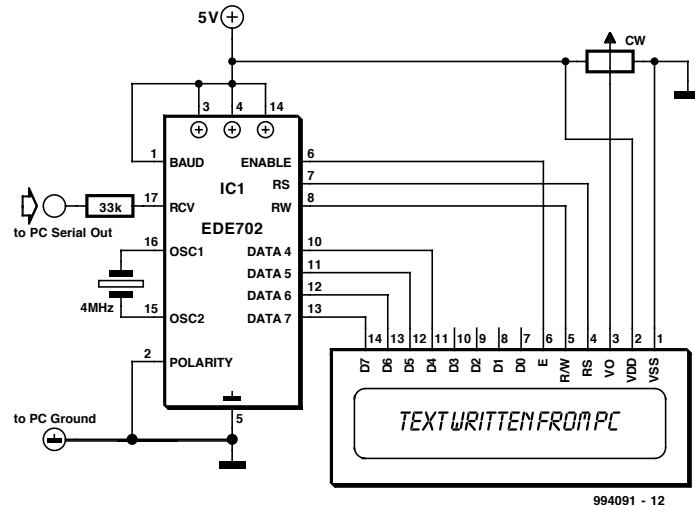 5V
CW
3 4 14
1 BAUD ENABLE 6
IC1
RS 7
17 RCV RW 8
33k
EDE702
to PC Serial Out
16 OSC1 DATA 4 10
DATA 5 11
4MHz
DATA 6 12
15 OSC2 DATA 7 13
2 POLARITY
14 13 12 11 10 9 8 7 6 5 4 3 2 1
D7 D6 D5 D4 D3 D2 D1 D0 E R/W RS VO VDD VSS
to PC Ground
5
TEXT WRITTEN FROM PC
994091 - 12